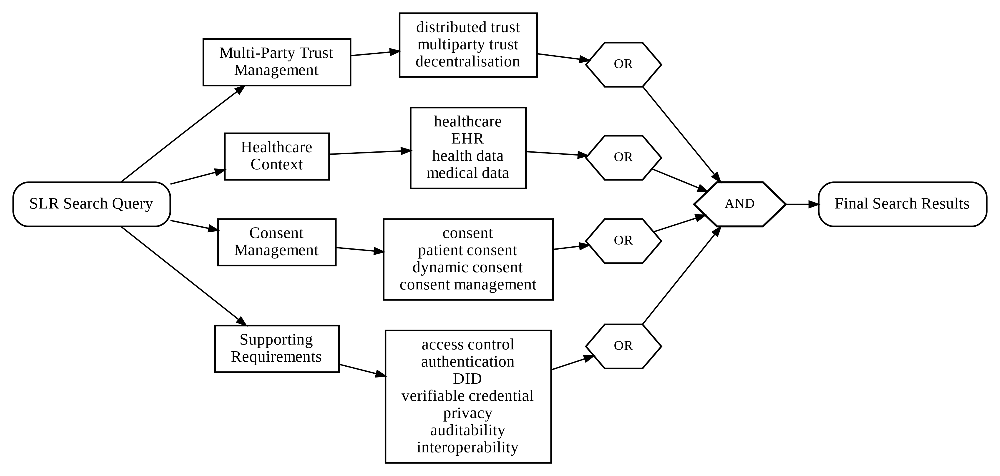 SLR Search Query
Multi-Party Trust
Management
distributed trust
multiparty trust
decentralisation
OR
Healthcare
Context
healthcare
EHR
health data
medical data
OR
Consent
Management
consent
patient consent
dynamic consent
consent management
OR
Supporting
Requirements
access control
authentication
DID
verifiable credential
privacy
auditability
interoperability
OR
AND
Final Search Results